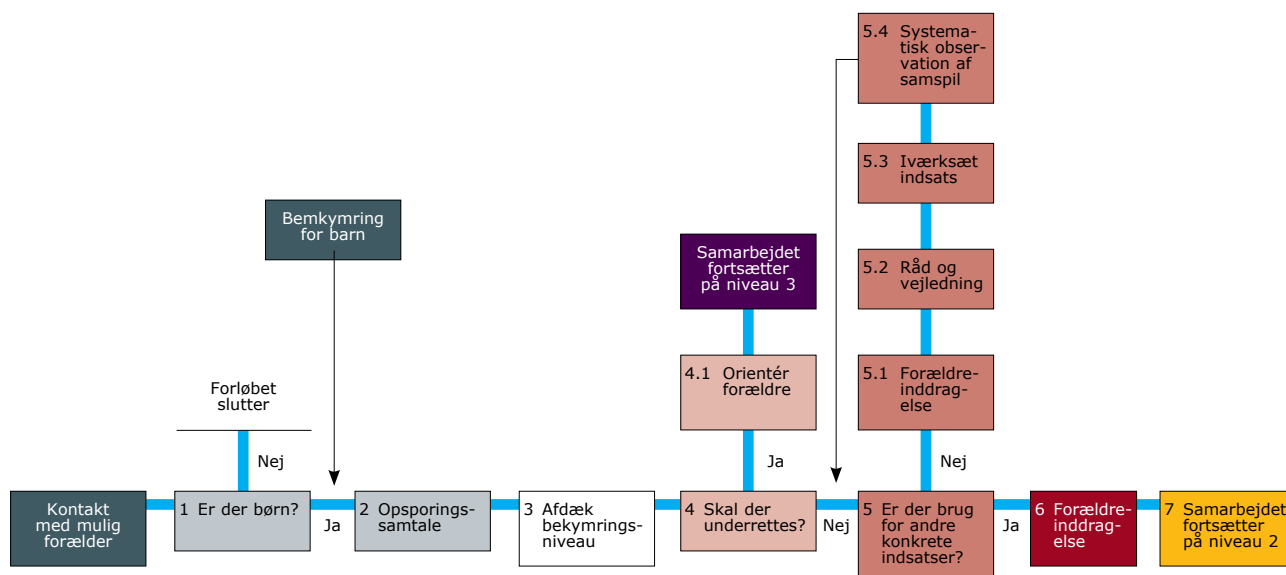 5.4 Systema-
tisk obser-
vation af
samspil
5.3 Iværksæt
indsats
Bemkymring
for barn
Samarbejdet
fortsætter
på niveau 3
5.2 Råd og
vejledning
4.1 Orientér
forældre
5.1 Forældre-
inddrag-
else
Forløbet
slutter
Nej
Ja
Nej
Kontakt
med mulig
forælder
1 Er der børn?
Ja
2 Opsporings-
samtale
3 Afdæk
bekymrings-
niveau
4 Skal der
underrettes?
Nej
5 Er der brug
for andre
konkrete
indsatser?
Ja
6 Forældre-
inddrag-
else
7 Samarbejdet
fortsætter
på niveau 2